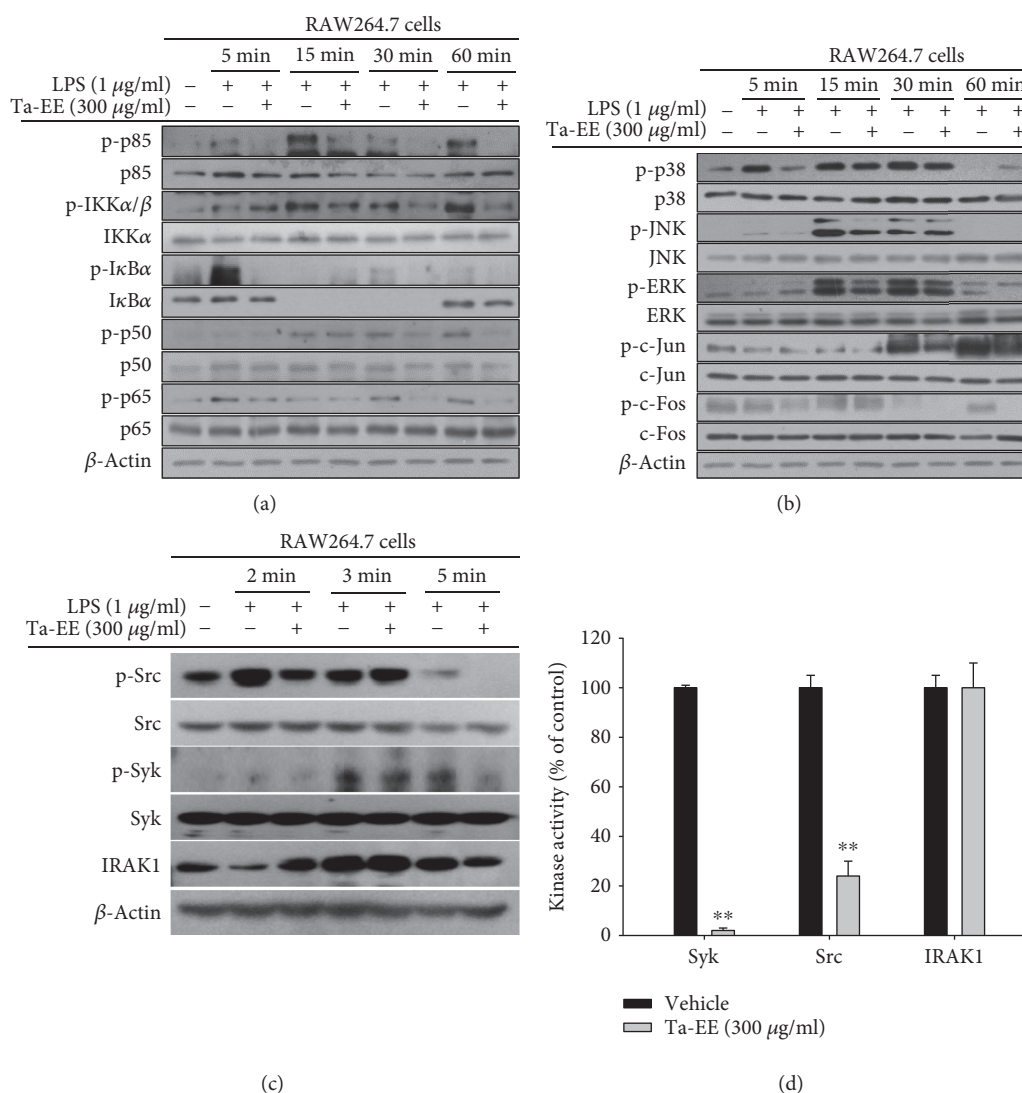 RAW264.7 cells
5 min 15 min 30 min 60 min
LPS (1 μg/ml) – + + + + + + + +
Ta-EE (300 μg/ml) – – + – + – + – +
p-p85
p85
p-IKKα/β
IKKα
p-IκBα
IκBα
p-p50
p50
p-p65
p65
β-Actin
(a)
RAW264.7 cells
5 min 15 min 30 min 60 min
LPS (1 μg/ml) – + + + + + + + +
Ta-EE (300 μg/ml) – – + – + – + – +
p-p38
p38
p-JNK
JNK
p-ERK
ERK
p-c-Jun
c-Jun
p-c-Fos
c-Fos
β-Actin
(b)
RAW264.7 cells
2 min 3 min 5 min
LPS (1 μg/ml) – + + + + + +
Ta-EE (300 μg/ml) – – + – + – +
p-Src
Src
p-Syk
Syk
IRAK1
β-Actin
(c)
Kinase activity (% of control)
120
100
80
60
40
20
0
**
**
Syk Src IRAK1
Vehicle
Ta-EE (300 μg/ml)
(d)